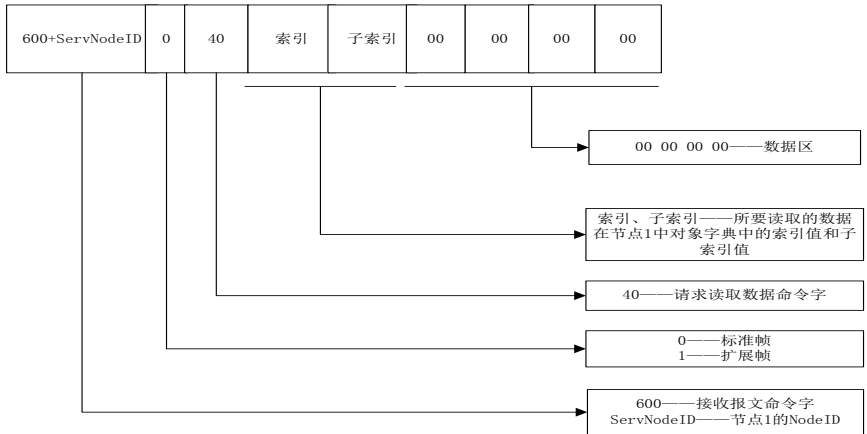 600+ServNodeID 0 40 索引 子索引 00 00 00 00
00 00 00 00——数据区
索引、子索引——所要读取的数据
在节点1中对象字典中的索引值和子
索引值
40——请求读取数据命令字
0——标准帧
1——扩展帧
600——接收报文命令字
ServNodeID——节点1的NodeID